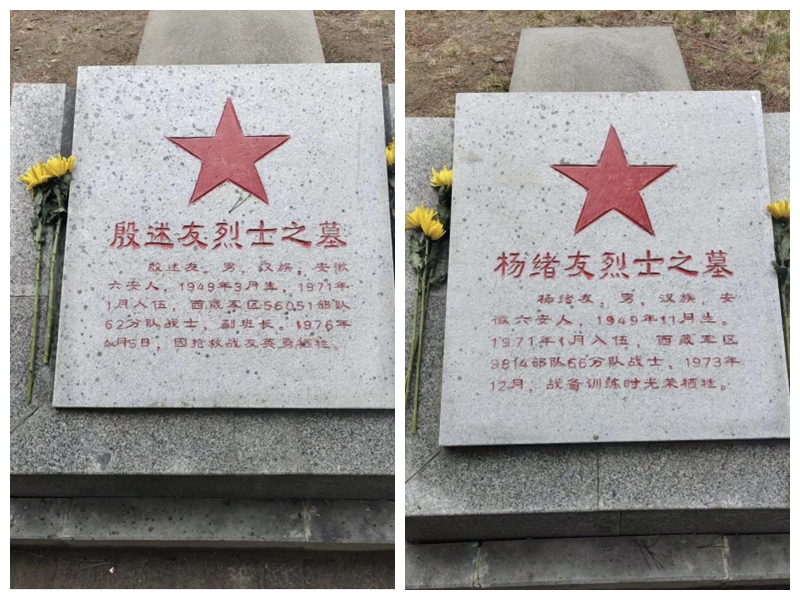 殷述友烈士之墓
殷述友，男，汉族，安徽
六安人，1949年3月生，1971年
1月入伍，西藏军区56051部队
62分队战士，副班长。1976年
4月5日，因抢救战友英勇牺牲。
杨绪友烈士之墓
杨绪友，男，汉族，安
徽六安人，1949年11月生。
1971年1月入伍，西藏军区
9814部队66分队战士，1973年
12月，战备训练时光荣牺牲。